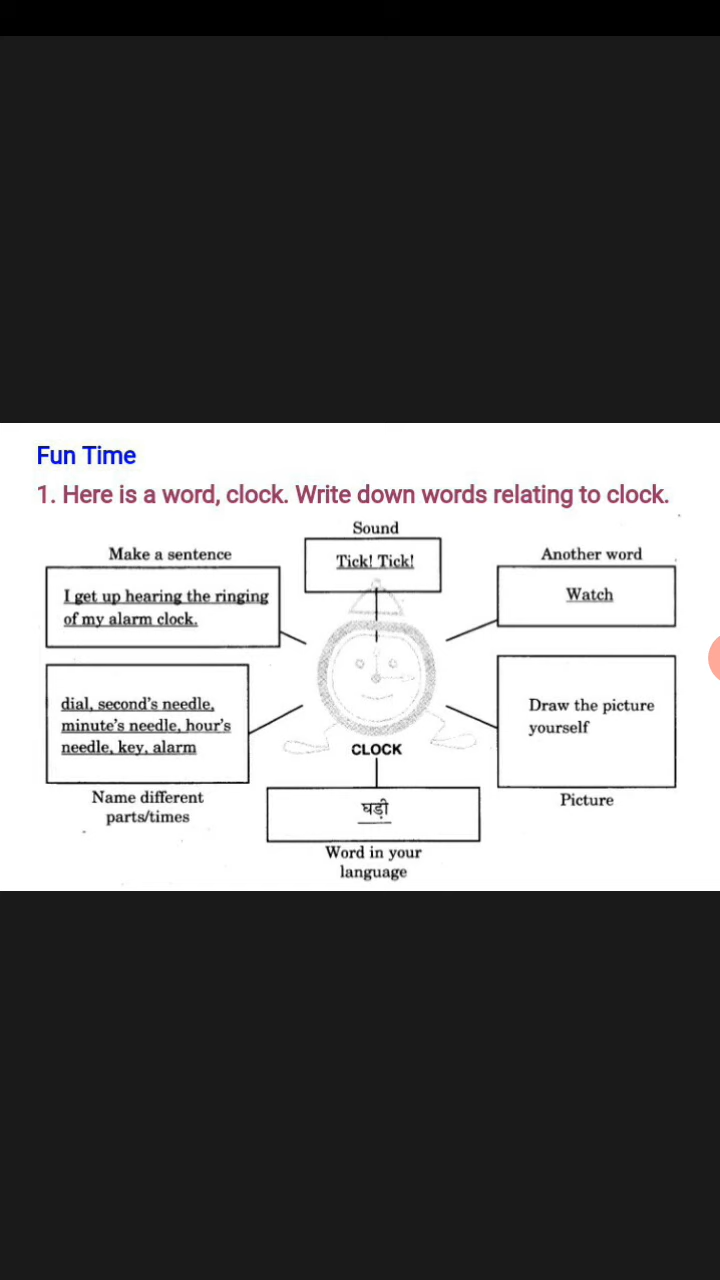 Fun Time
1. Here is a word, clock. Write down words relating to clock.
Sound
Tick! Tick!
Make a sentence
I get up hearing the ringing
of my alarm clock.
Another word
Watch
dial, second's needle,
minute's needle, hour's
needle, key, alarm
Name different
parts/times
Draw the picture
yourself
Picture
CLOCK
घड़ी
Word in your
language